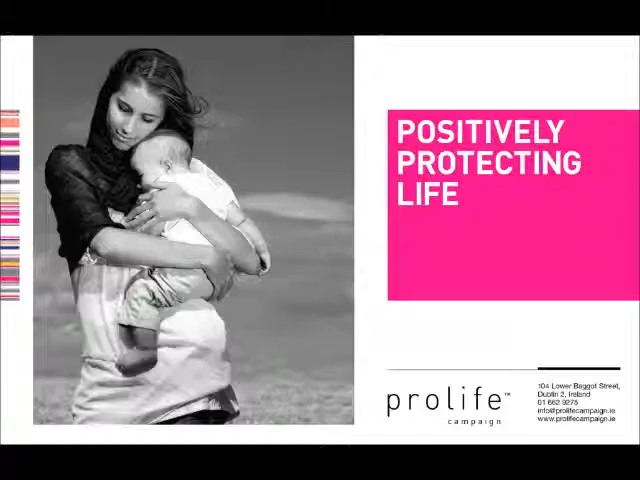 POSITIVELY
PROTECTING
LIFE
prolife™
campaign
104 Lower Baggot Street,
Dublin 2, Ireland
01 662 9275
info@prolifecampaign.ie
www.prolifecampaign.ie